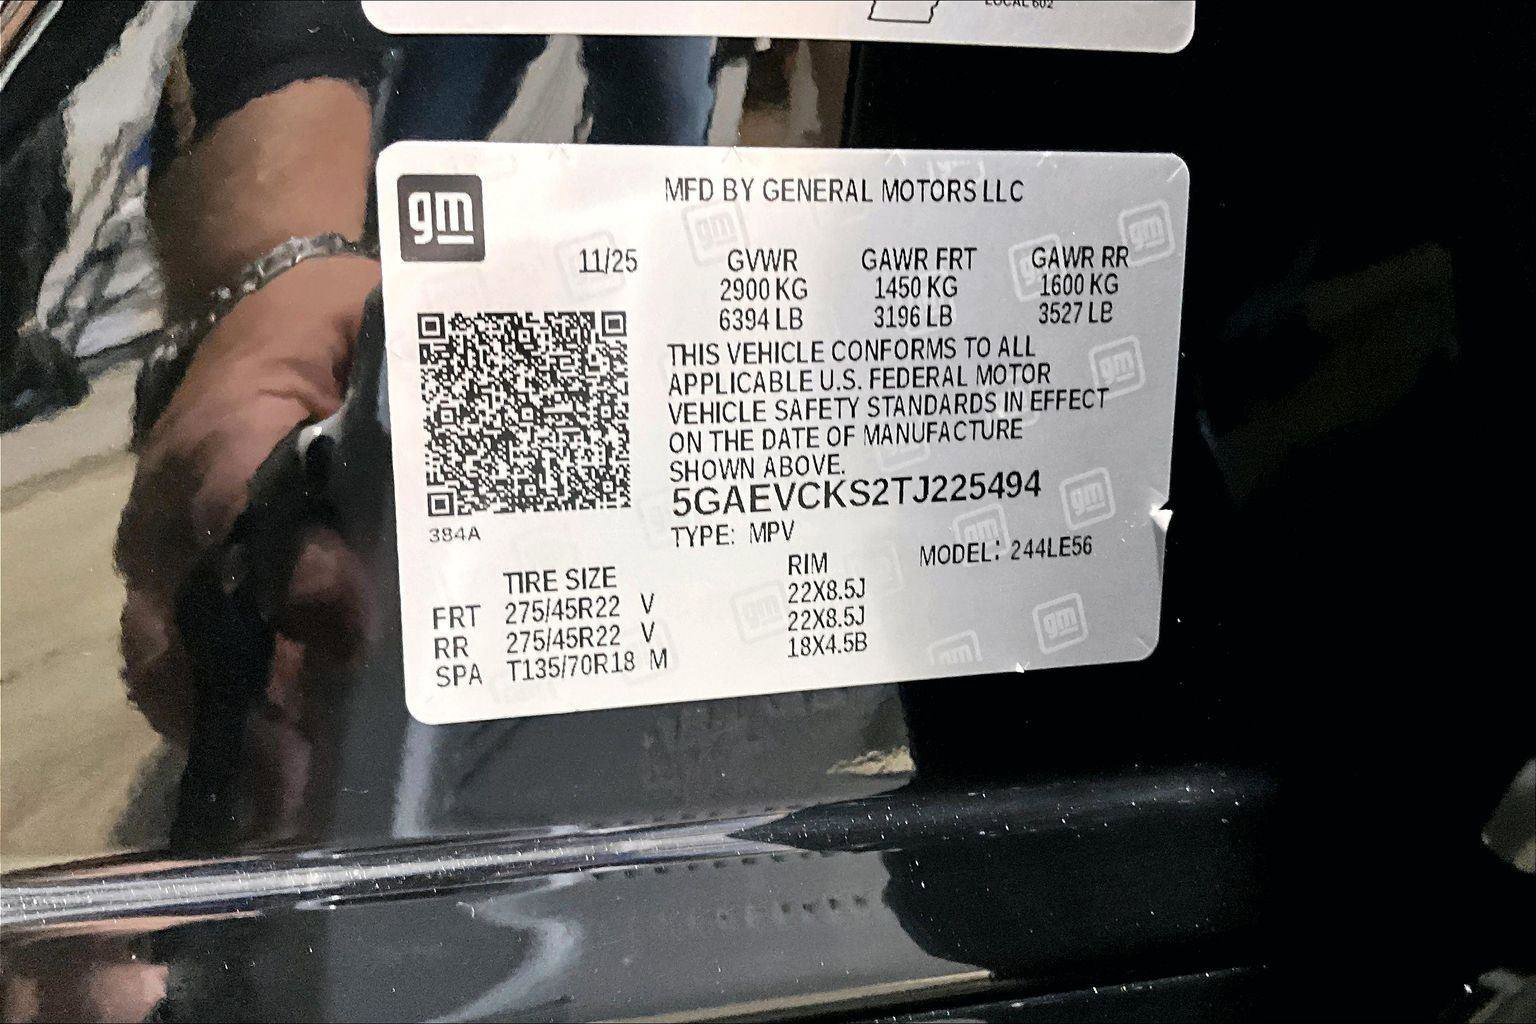 LOCAL 602
gm
MFD BY GENERAL MOTORS LLC
11/25 GVWR GAWR FRT GAWR RR
2900 KG 1450 KG 1600 KG
6394 LB 3196 LB 3527 LB
THIS VEHICLE CONFORMS TO ALL
APPLICABLE U.S. FEDERAL MOTOR
VEHICLE SAFETY STANDARDS IN EFFECT
ON THE DATE OF MANUFACTURE
SHOWN ABOVE.
5GAEVCKS2TJ225494
384A
TYPE: MPV
MODEL: 244LE56
TIRE SIZE RIM
FRT 275/45R22 V 22X8.5J
RR 275/45R22 V 22X8.5J
SPA T135/70R18 M 18X4.5B